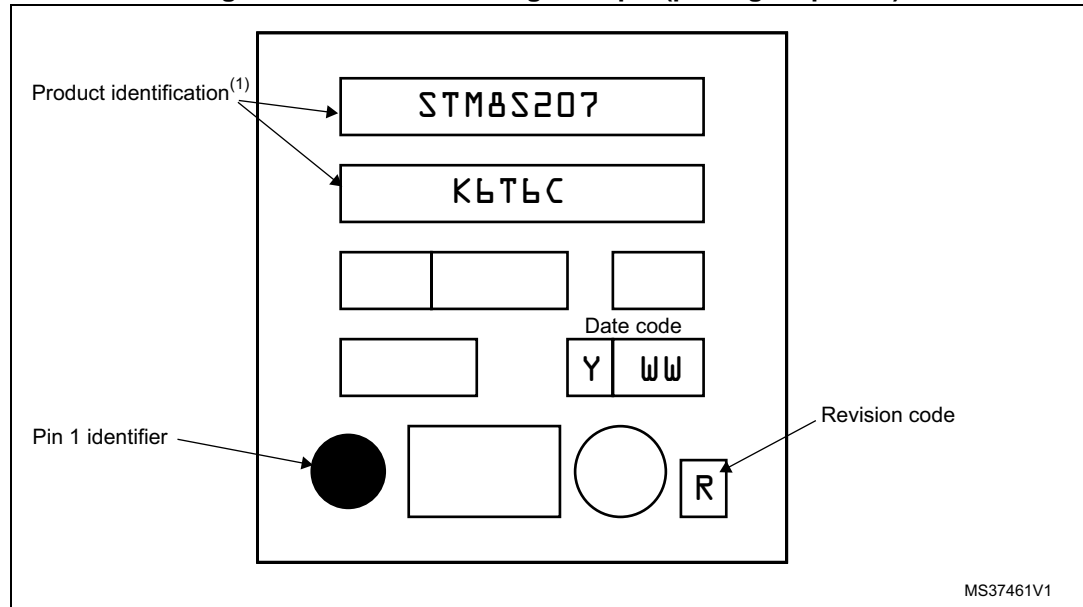 Product identification(1)
STM8S207
K6T6C
Date code
Y WW
Pin 1 identifier
Revision code
R
MS37461V1